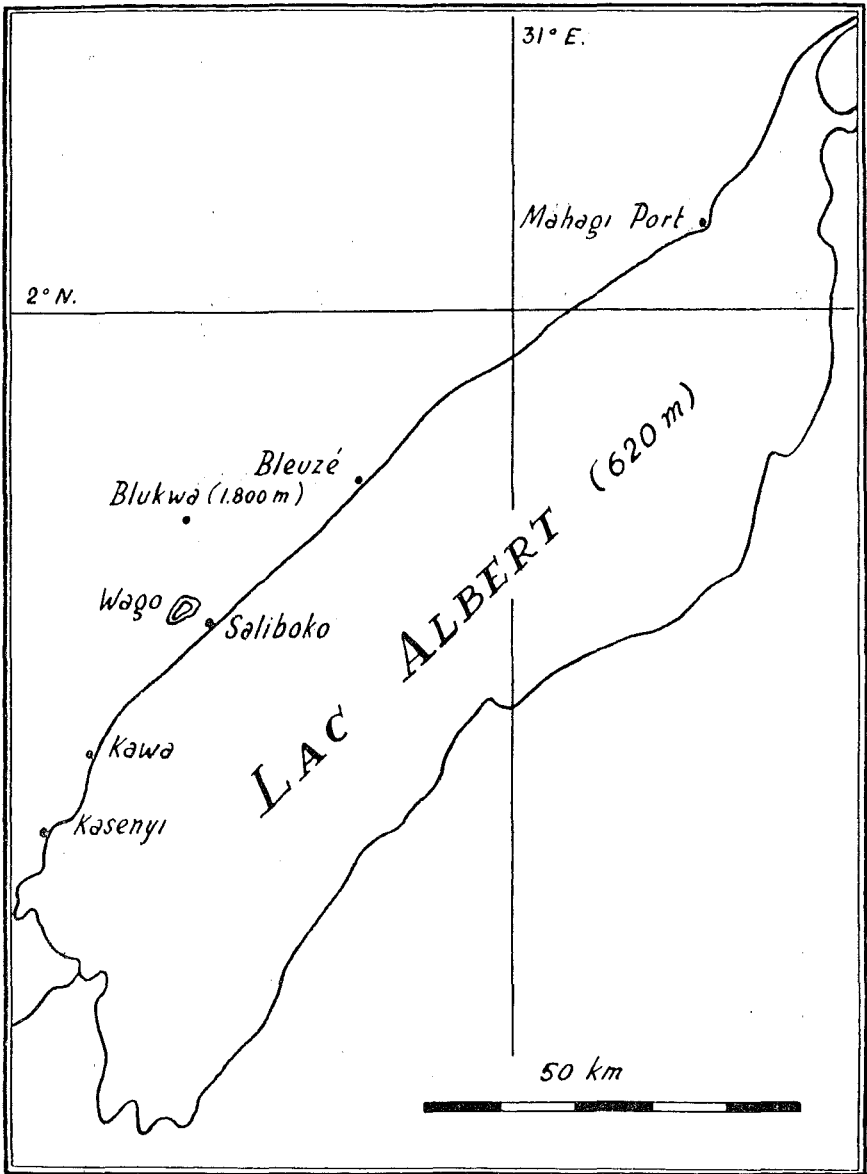 31° E.
Mahagi Port
2° N.
Bleuzé
Blukwa (1.800 m)
Wago
Saliboko
LAC ALBERT (620 m)
Kawa
Kasenyi
50 km